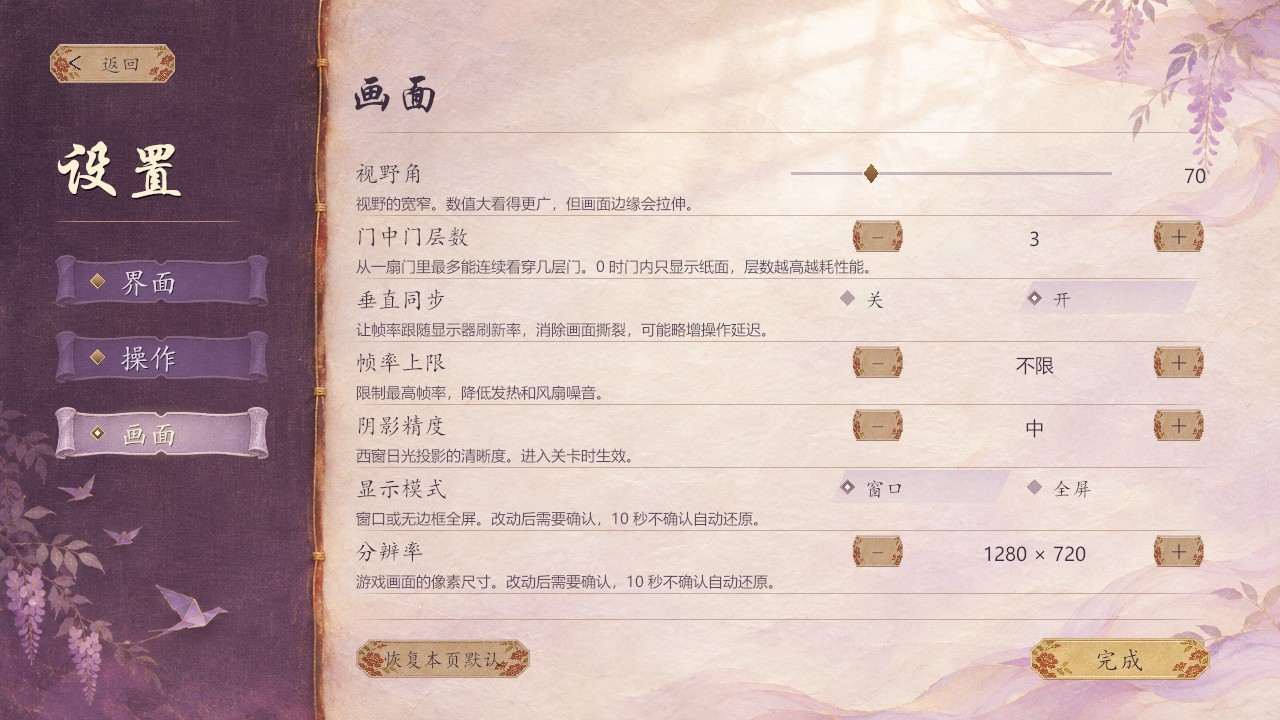 < 返回
设置
界面
操作
画面
画面
视野角
70
视野的宽窄。数值大看得更广，但画面边缘会拉伸。
门中门层数
− 3 +
从一扇门里最多能连续看穿几层门。0 时门内只显示纸面，层数越高越耗性能。
垂直同步
关 开
让帧率跟随显示器刷新率，消除画面撕裂，可能略增操作延迟。
帧率上限
− 不限 +
限制最高帧率，降低发热和风扇噪音。
阴影精度
− 中 +
西窗日光投影的清晰度。进入关卡时生效。
显示模式
窗口 全屏
窗口或无边框全屏。改动后需要确认，10 秒不确认自动还原。
分辨率
− 1280 × 720 +
游戏画面的像素尺寸。改动后需要确认，10 秒不确认自动还原。
恢复本页默认
完成